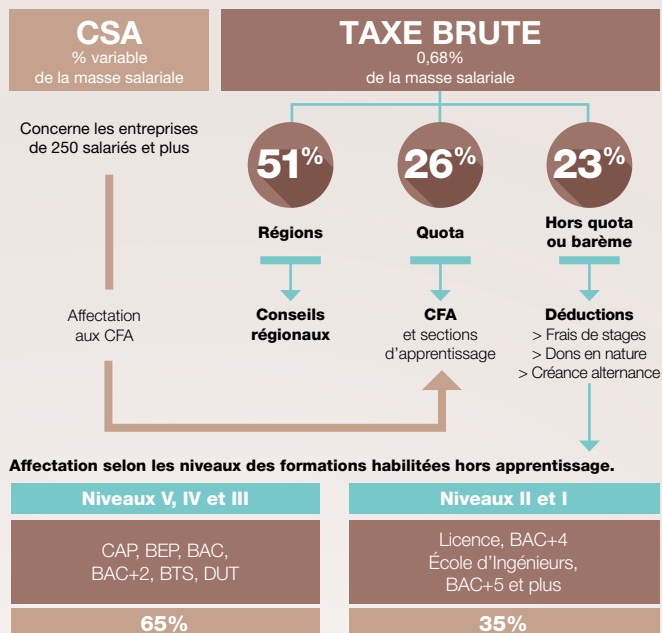 CSA
% variable
de la masse salariale
TAXE BRUTE
0,68%
de la masse salariale
Concerne les entreprises
de 250 salariés et plus
51%
26%
23%
Régions
Quota
Hors quota
ou barème
Affectation
aux CFA
Conseils
régionaux
CFA
et sections
d'apprentissage
Déductions
> Frais de stages
> Dons en nature
> Créance alternance
Affectation selon les niveaux des formations habilitées hors apprentissage.
Niveaux V, IV et III
CAP, BEP, BAC,
BAC+2, BTS, DUT
65%
Niveaux II et I
Licence, BAC+4
École d'Ingénieurs,
BAC+5 et plus
35%